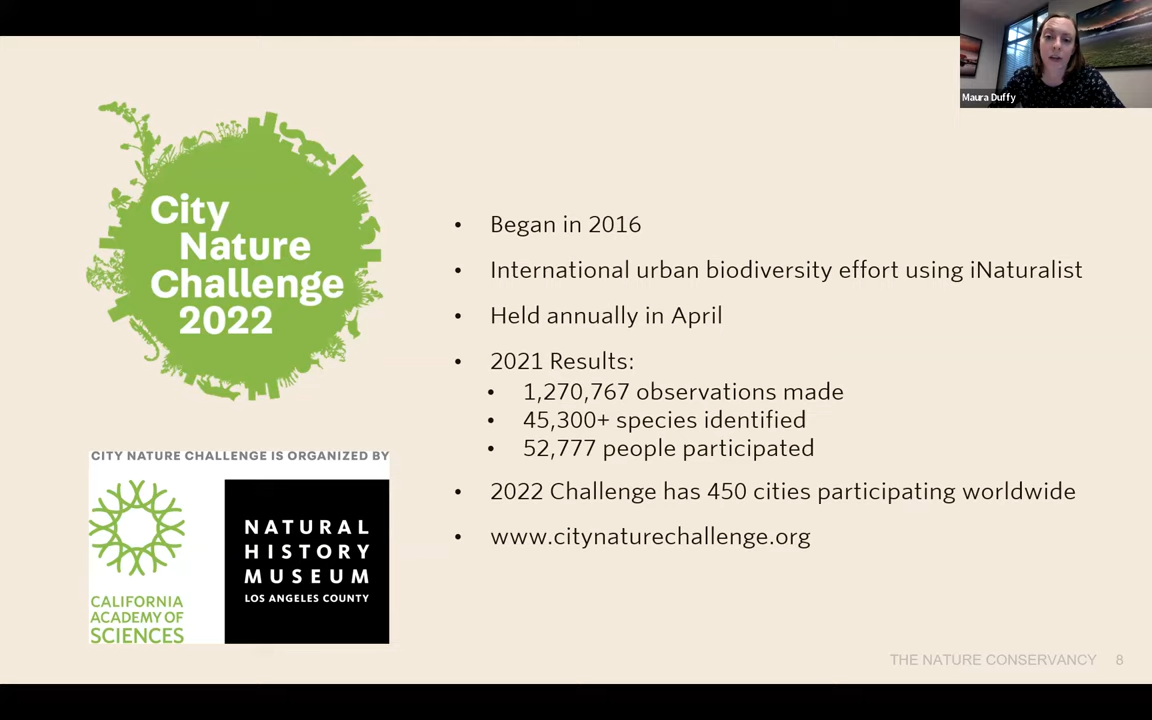 Maura Duffy
City
Nature
Challenge
2022
• Began in 2016
• International urban biodiversity effort using iNaturalist
• Held annually in April
• 2021 Results:
• 1,270,767 observations made
• 45,300+ species identified
• 52,777 people participated
• 2022 Challenge has 450 cities participating worldwide
• www.citynaturechallenge.org
CITY NATURE CHALLENGE IS ORGANIZED BY
CALIFORNIA
ACADEMY OF
SCIENCES
NATURAL
HISTORY
MUSEUM
LOS ANGELES COUNTY
THE NATURE CONSERVANCY 8